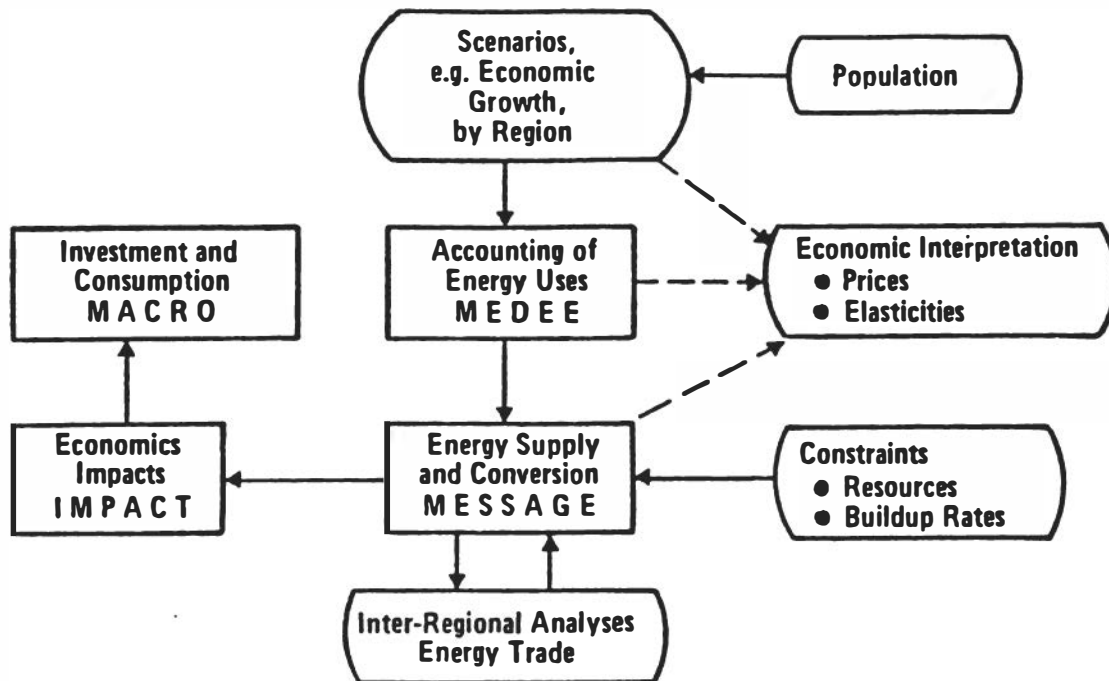 Scenarios,
e.g. Economic
Growth,
by Region
Population
Investment and
Consumption
MACRO
Accounting of
Energy Uses
MEDEE
Economic Interpretation
● Prices
● Elasticities
Economics
Impacts
IMPACT
Energy Supply
and Conversion
MESSAGE
Constraints
● Resources
● Buildup Rates
Inter-Regional Analyses
Energy Trade